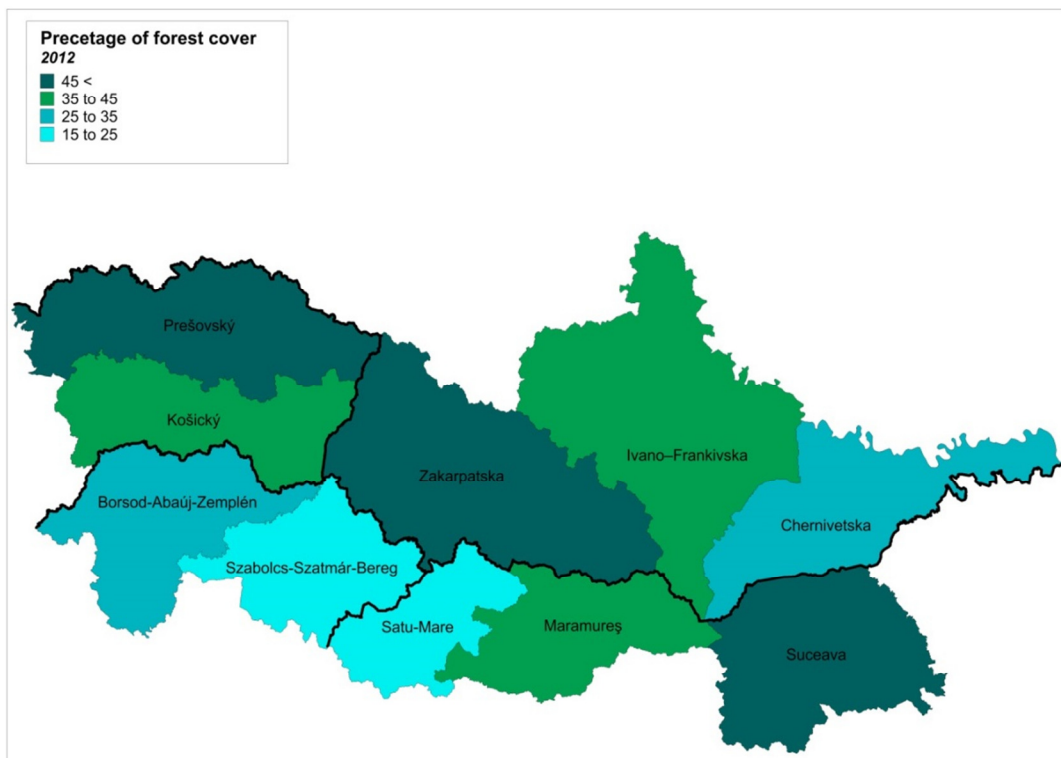 Precetage of forest cover
2012
45 <
35 to 45
25 to 35
15 to 25
Prešovský
Košický
Zakarpatska
Ivano–Frankivska
Borsod-Abaúj-Zemplén
Chernivetska
Szabolcs-Szatmár-Bereg
Satu-Mare
Maramureş
Suceava